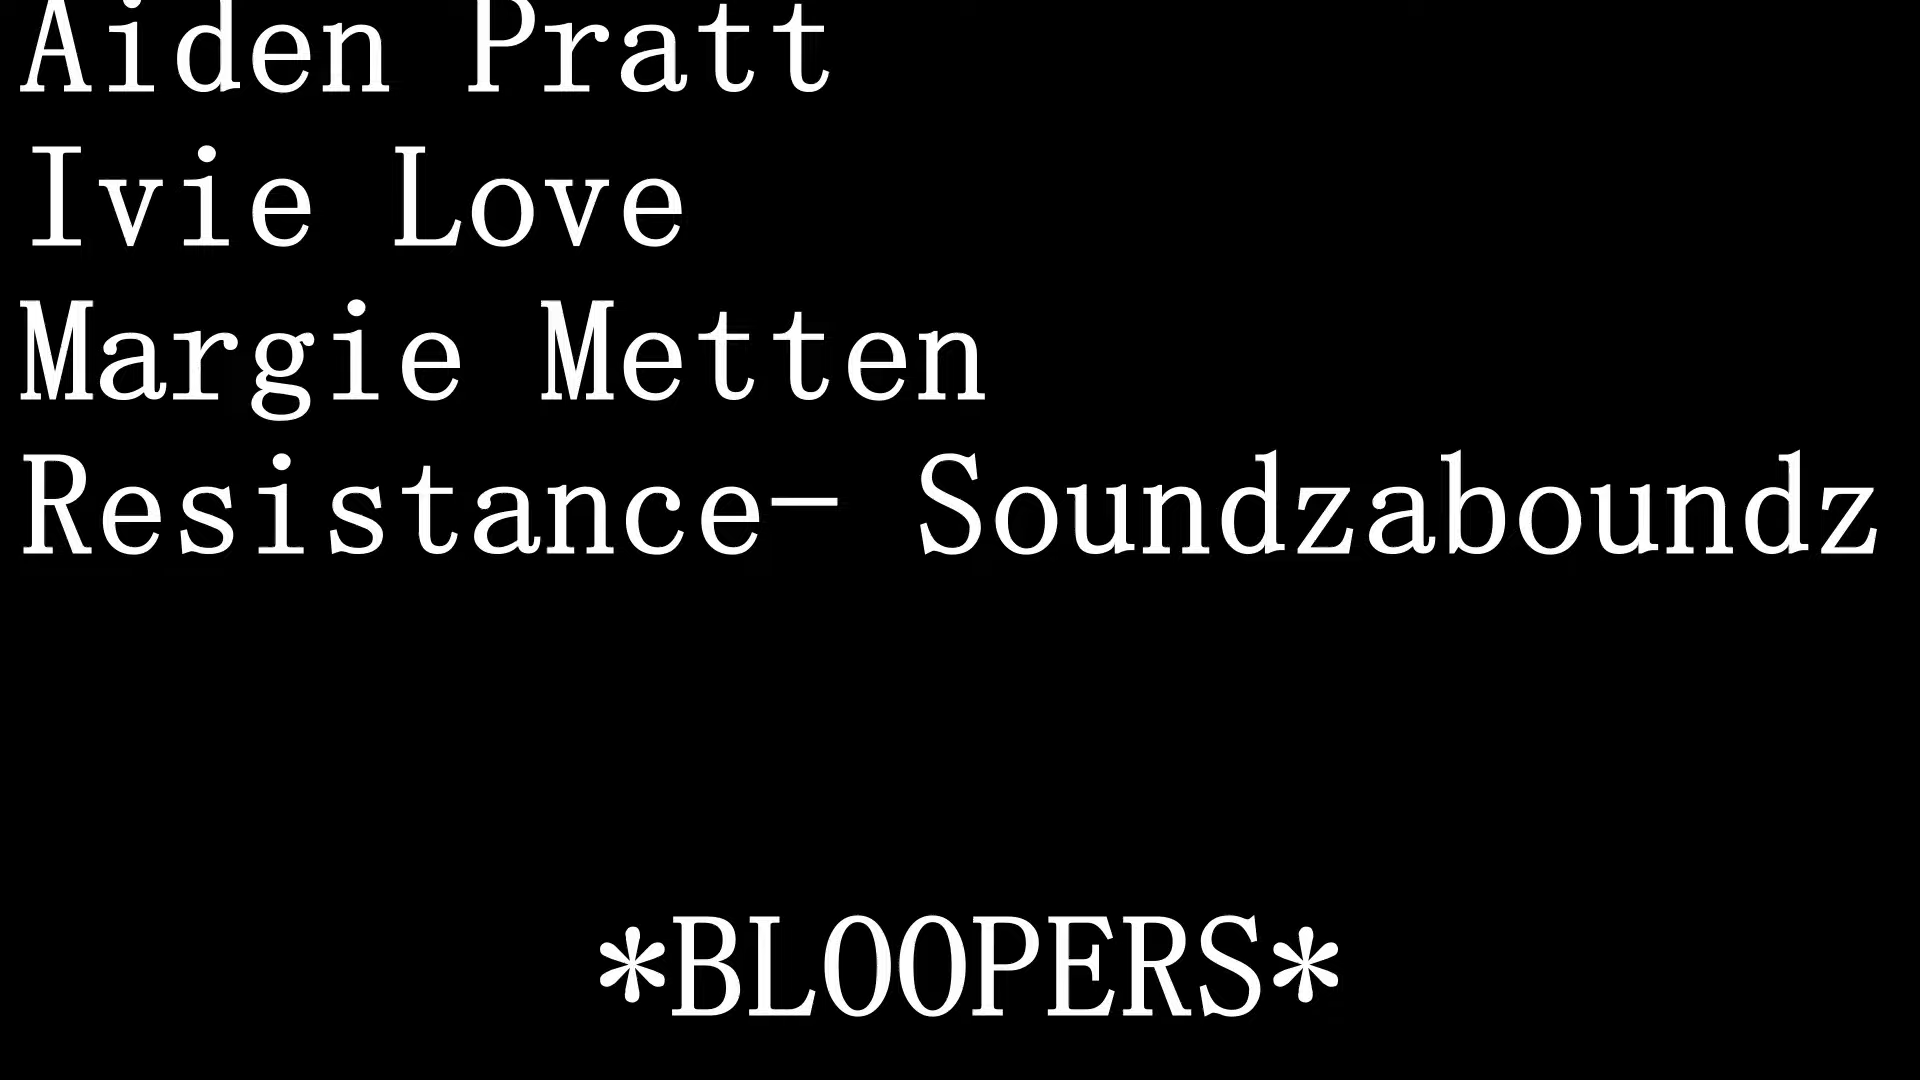 Aiden Pratt
Ivie Love
Margie Metten
Resistance- Soundzaboundz
*BLOOPERS*